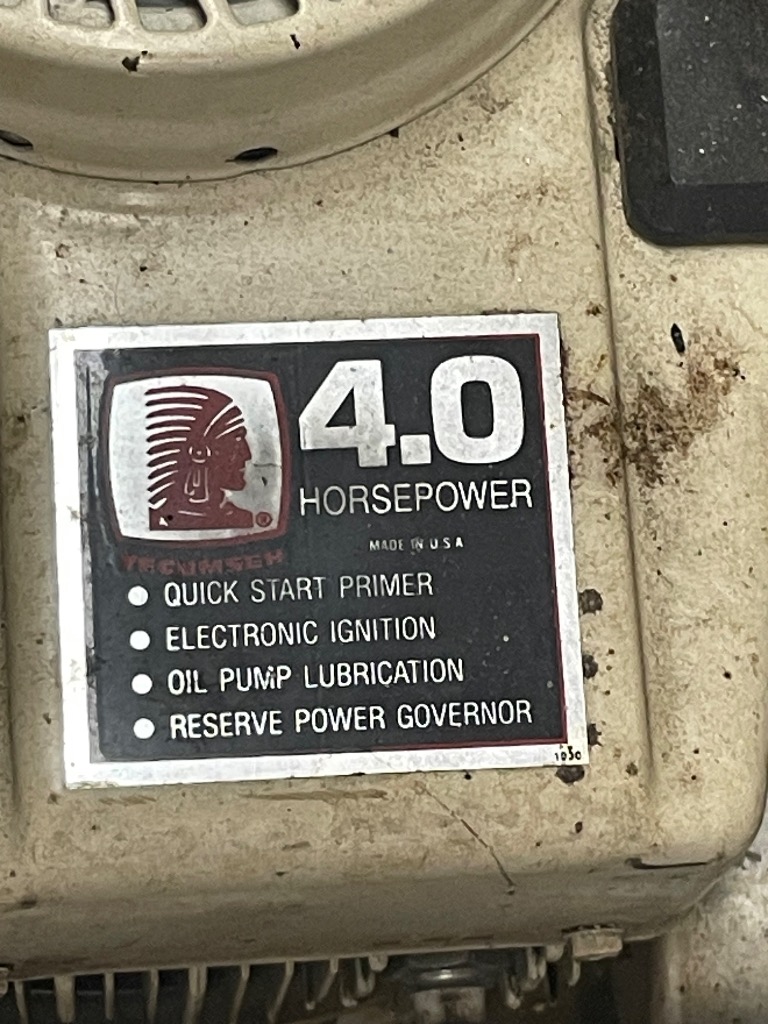 4.0
HORSEPOWER
MADE IN U.S.A
TECUMSEH
QUICK START PRIMER
ELECTRONIC IGNITION
OIL PUMP LUBRICATION
RESERVE POWER GOVERNOR